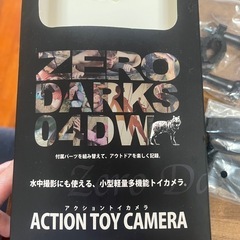 ZERO
DARKS
04DW
付属パーツを組み替えて、アウトドアを楽しく記録。
水中撮影にも使える、小型軽量多機能トイカメラ。
アクショントイカメラ
ACTION TOY CAMERA